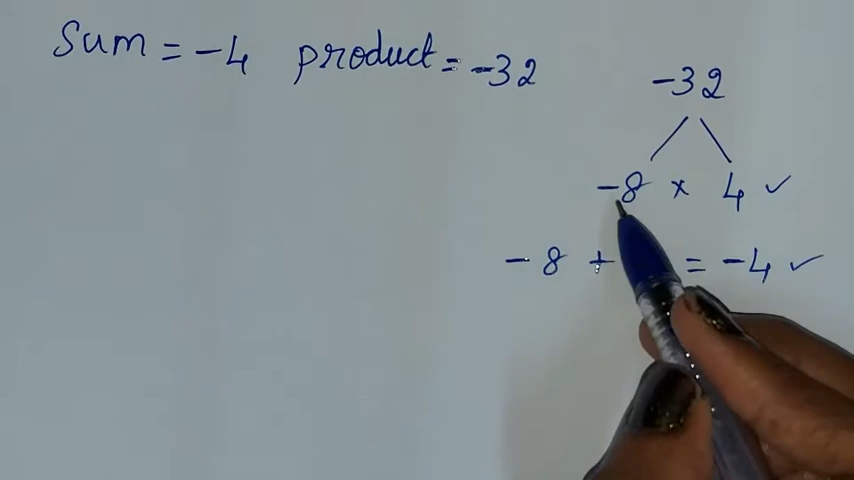 Sum = -4 product = -32
-32
-8 × 4 ✓
- 8 + = -4 ✓